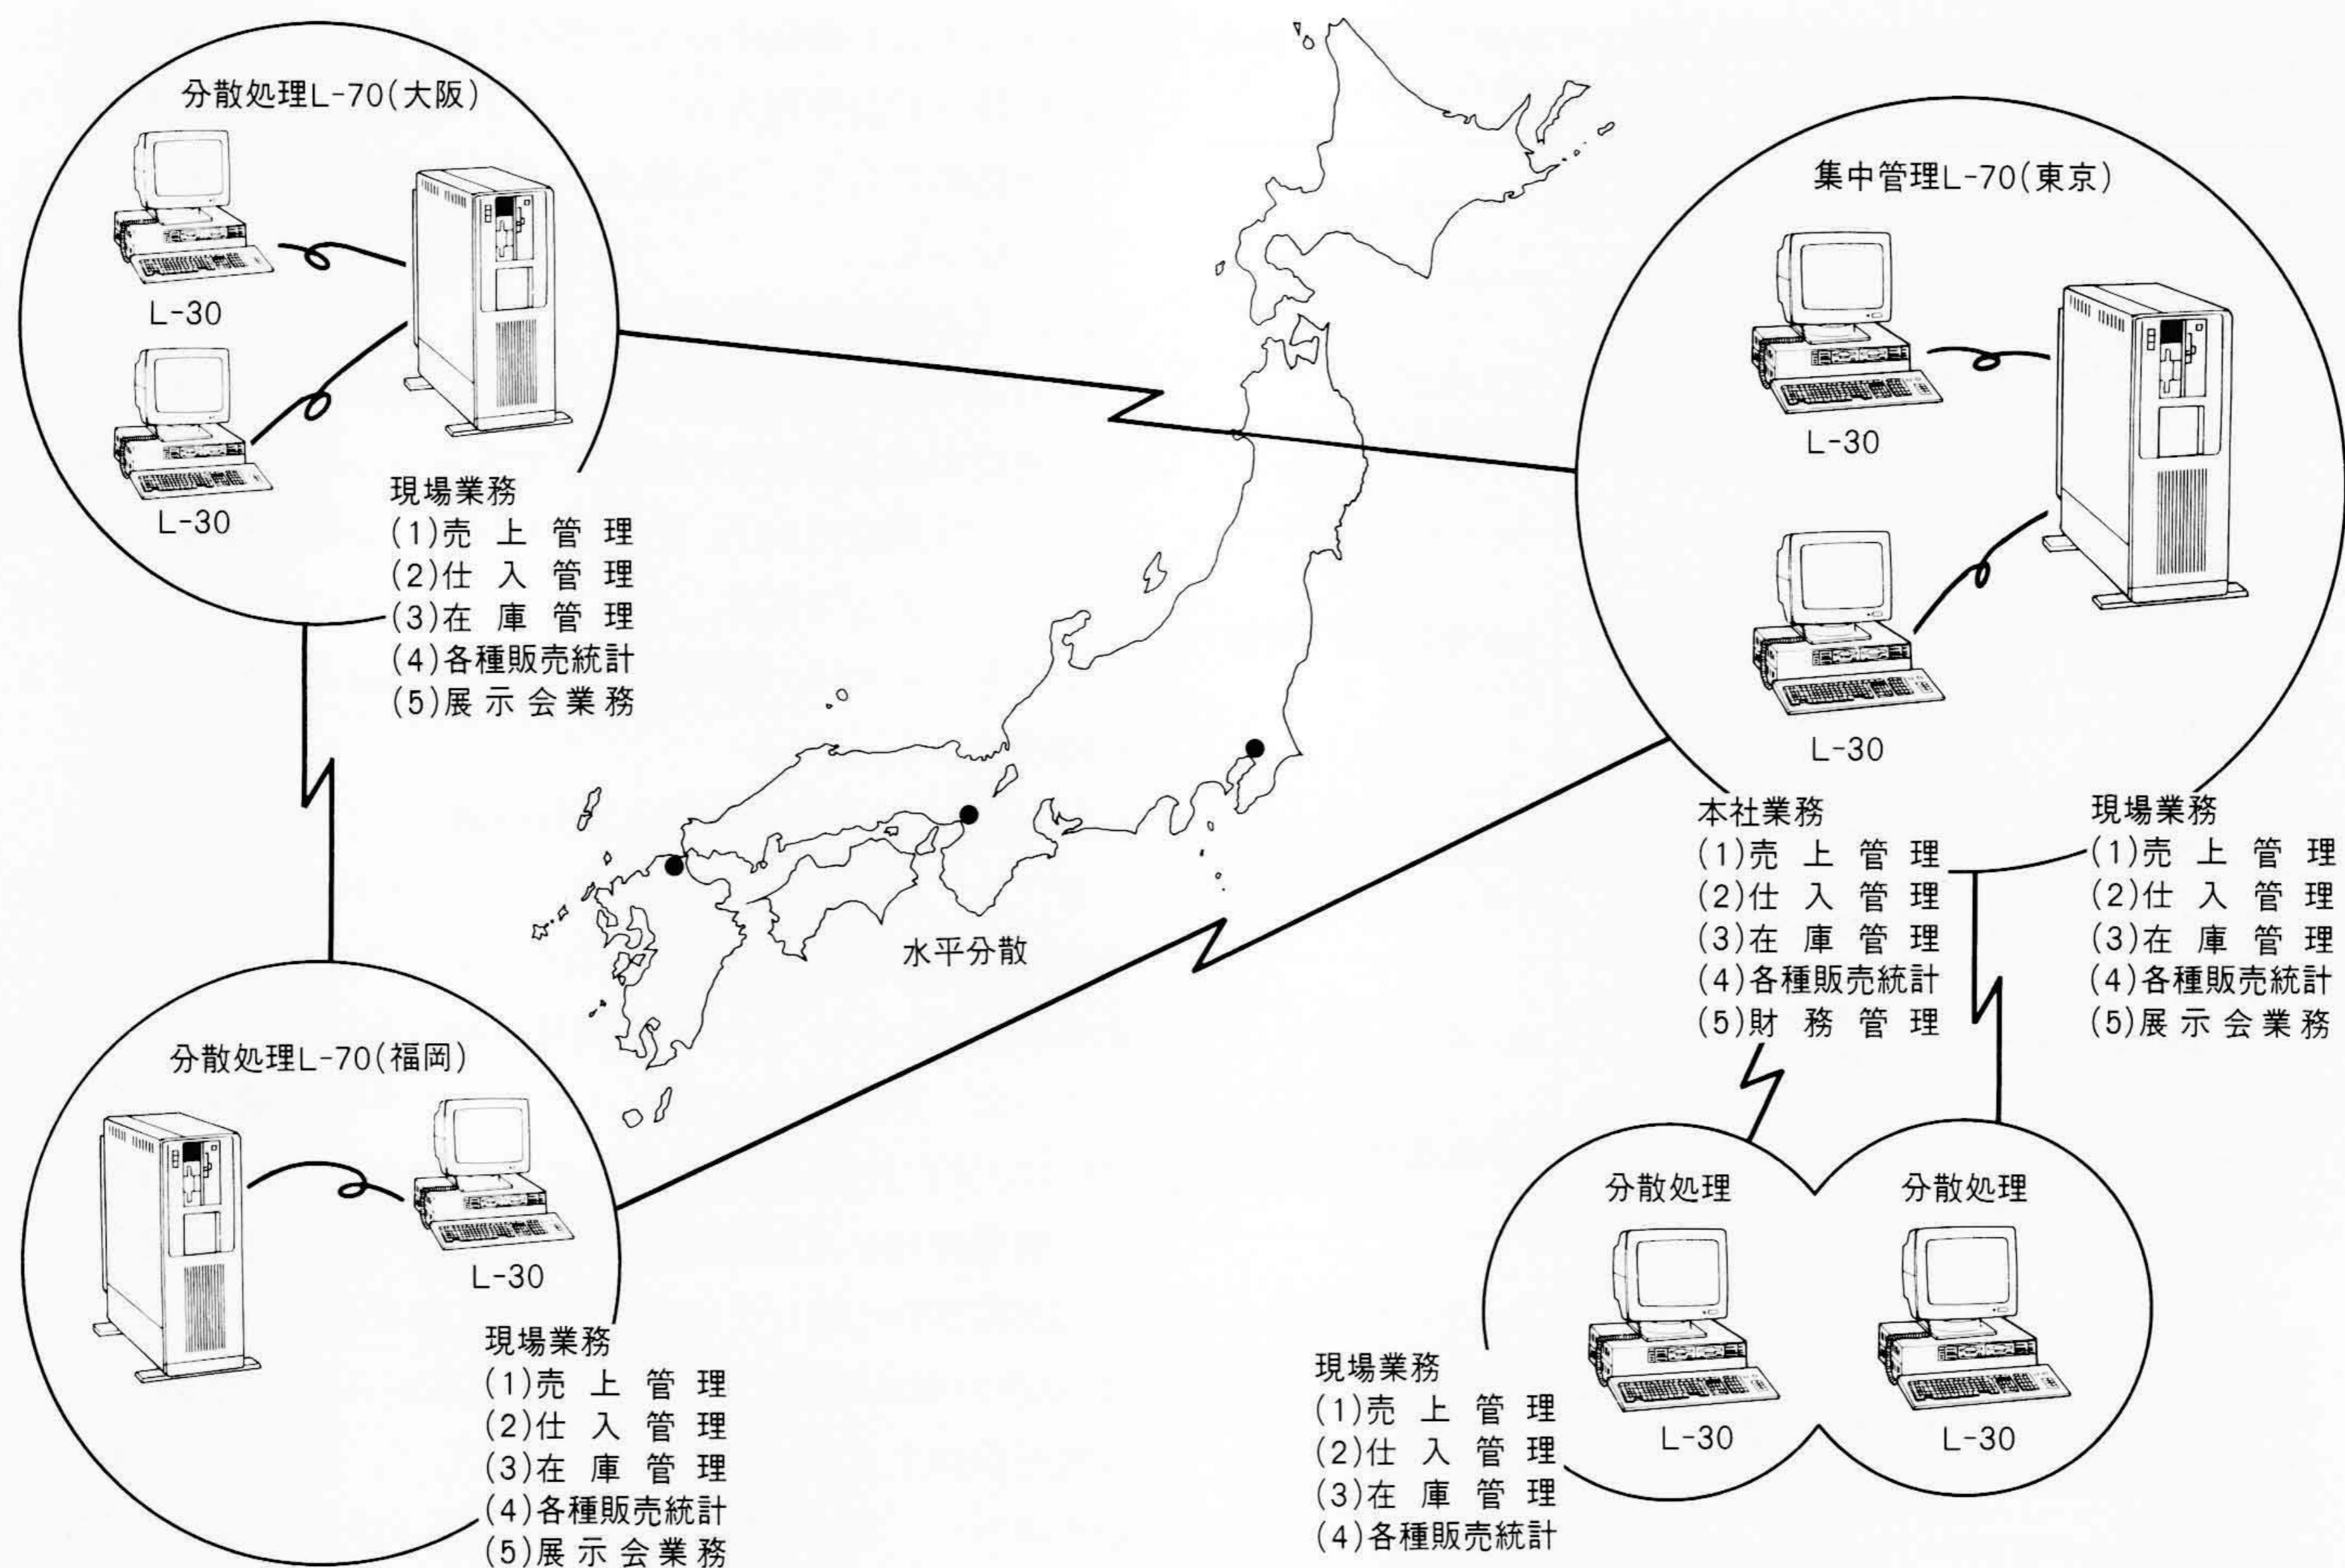 分散処理L-70(大阪)
L-30
L-30
現場業務
(1)売上管理
(2)仕入管理
(3)在庫管理
(4)各種販売統計
(5)展示会業務
集中管理L-70(東京)
L-30
L-30
本社業務
(1)売上管理
(2)仕入管理
(3)在庫管理
(4)各種販売統計
(5)財務管理
現場業務
(1)売上管理
(2)仕入管理
(3)在庫管理
(4)各種販売統計
(5)展示会業務
水平分散
分散処理L-70(福岡)
L-30
現場業務
(1)売上管理
(2)仕入管理
(3)在庫管理
(4)各種販売統計
(5)展示会業務
分散処理
L-30
分散処理
L-30
現場業務
(1)売上管理
(2)仕入管理
(3)在庫管理
(4)各種販売統計